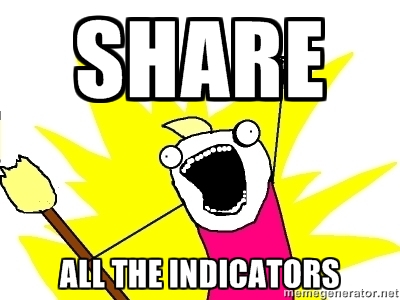 SHARE
ALL THE INDICATORS
memegenerator.net